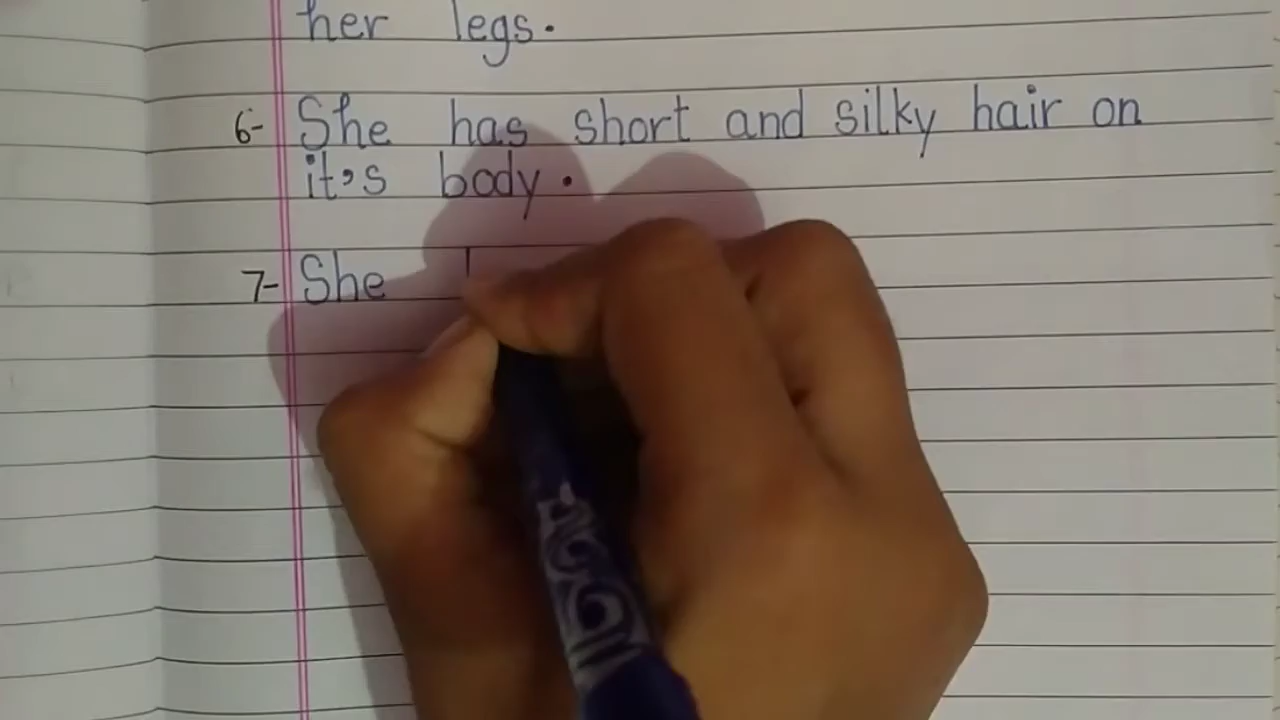 her legs.
6- She has short and silky hair on
it's body.
7- She